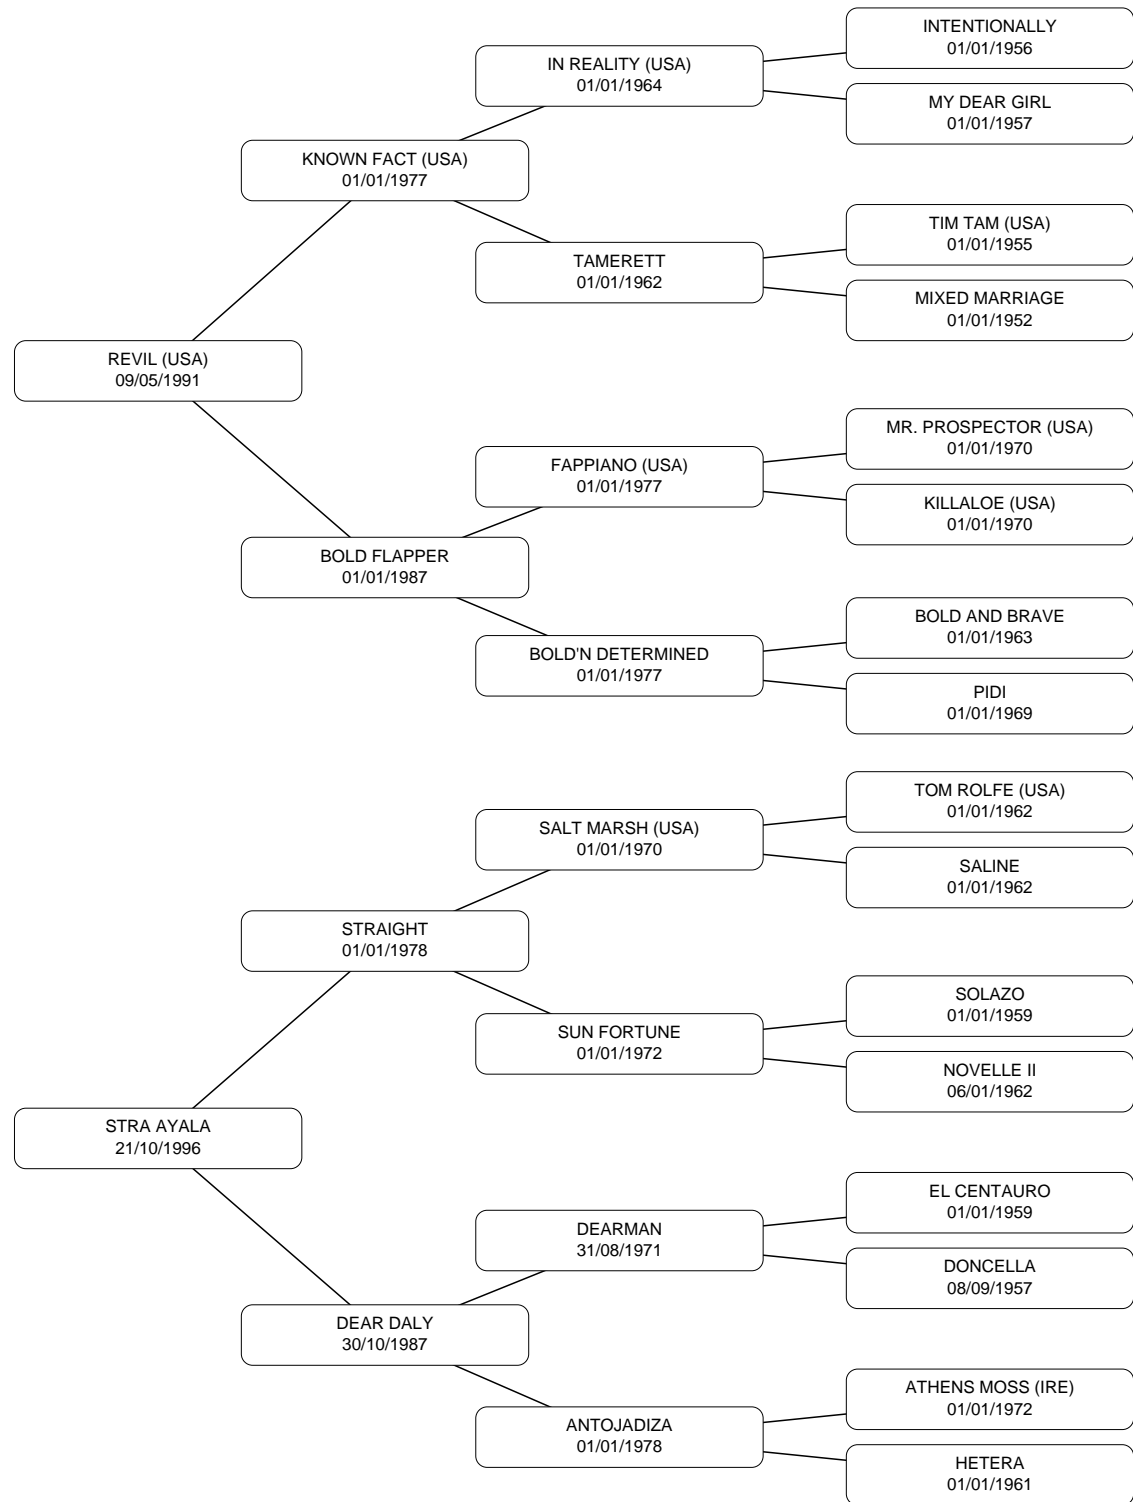 INTENTIONALLY
01/01/1956
IN REALITY (USA)
01/01/1964
MY DEAR GIRL
01/01/1957
KNOWN FACT (USA)
01/01/1977
TIM TAM (USA)
01/01/1955
TAMERETT
01/01/1962
MIXED MARRIAGE
01/01/1952
REVIL (USA)
09/05/1991
MR. PROSPECTOR (USA)
01/01/1970
FAPPIANO (USA)
01/01/1977
KILLALOE (USA)
01/01/1970
BOLD FLAPPER
01/01/1987
BOLD AND BRAVE
01/01/1963
BOLD'N DETERMINED
01/01/1977
PIDI
01/01/1969
TOM ROLFE (USA)
01/01/1962
SALT MARSH (USA)
01/01/1970
SALINE
01/01/1962
STRAIGHT
01/01/1978
SOLAZO
01/01/1959
SUN FORTUNE
01/01/1972
NOVELLE II
06/01/1962
STRA AYALA
21/10/1996
EL CENTAURO
01/01/1959
DEARMAN
31/08/1971
DONCELLA
08/09/1957
DEAR DALY
30/10/1987
ATHENS MOSS (IRE)
01/01/1972
ANTOJADIZA
01/01/1978
HETERA
01/01/1961